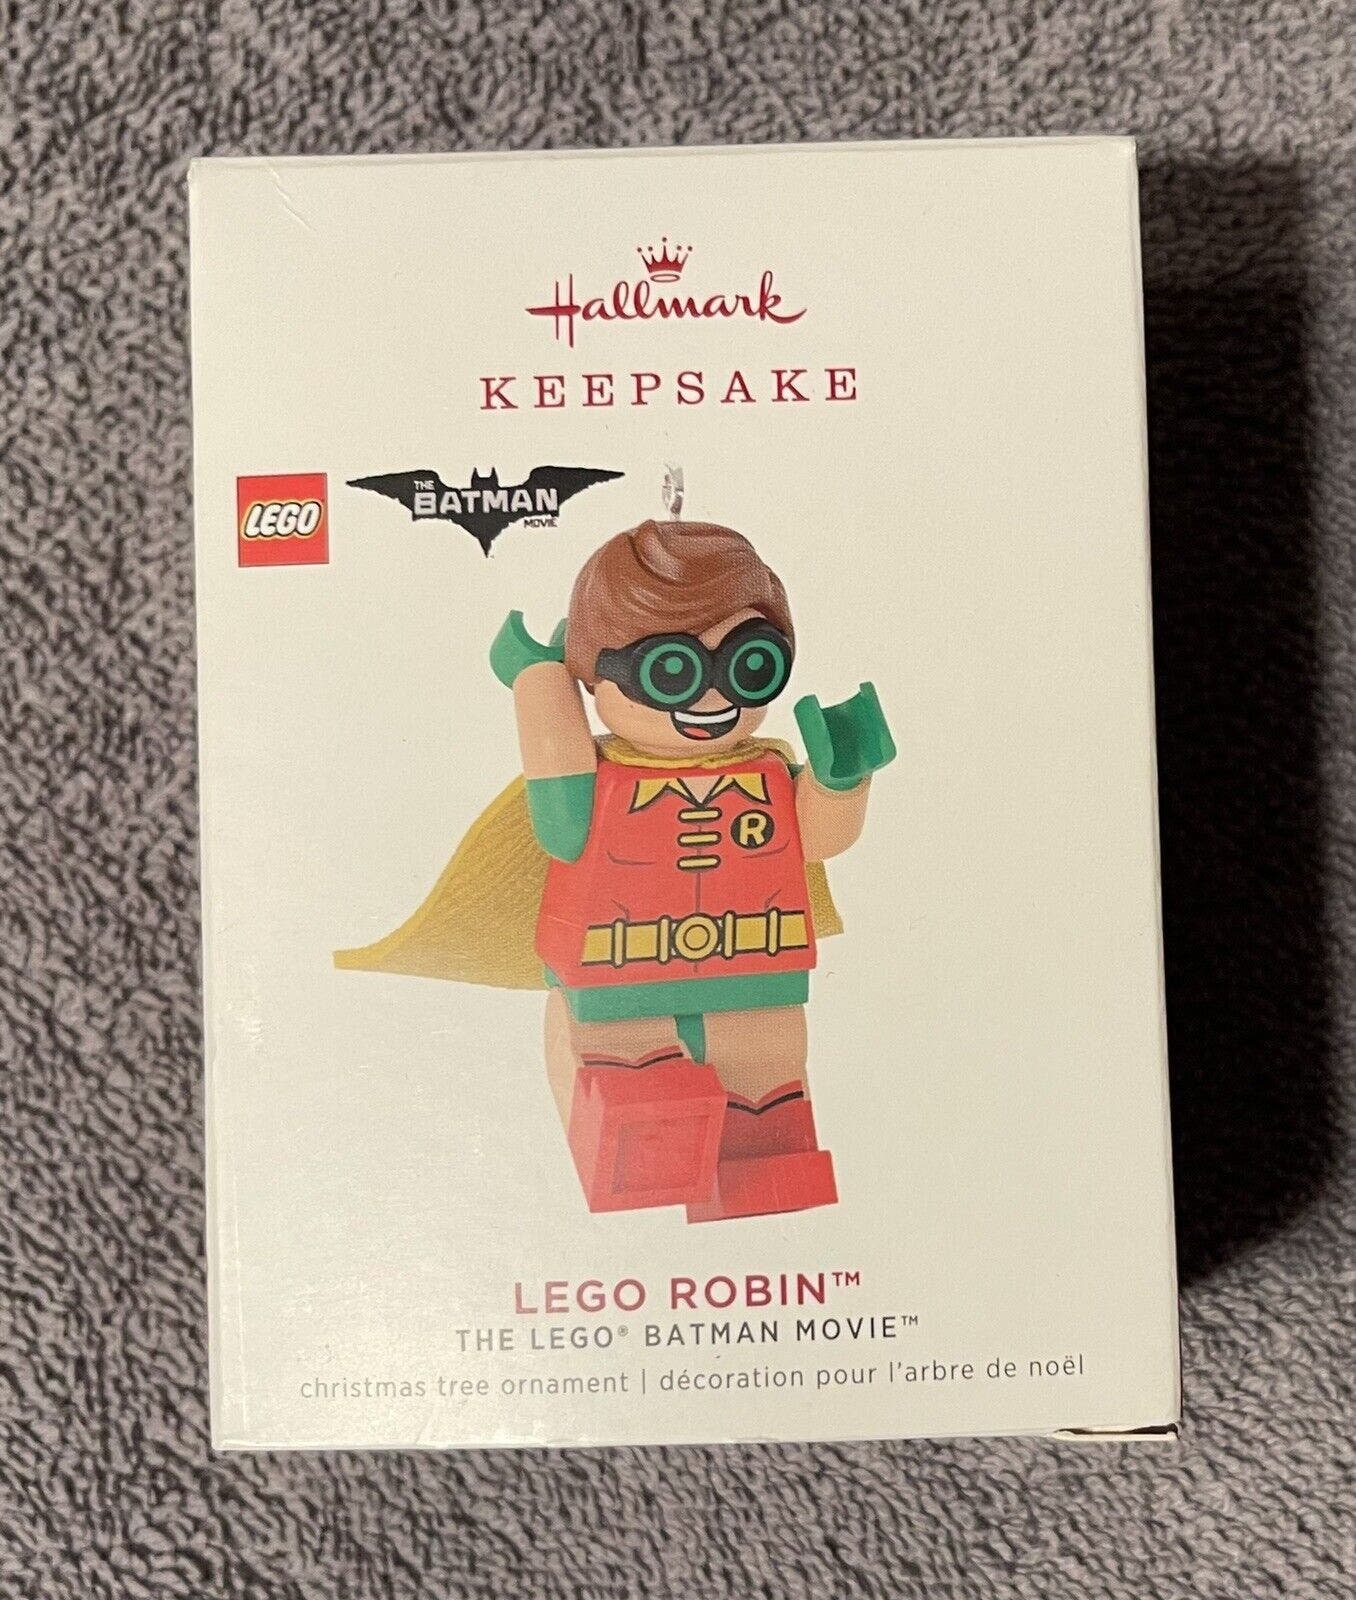 Hallmark
KEEPSAKE
LEGO
THE
BATMAN
MOVIE
R
LEGO ROBIN™
THE LEGO® BATMAN MOVIE™
christmas tree ornament | décoration pour l'arbre de noël